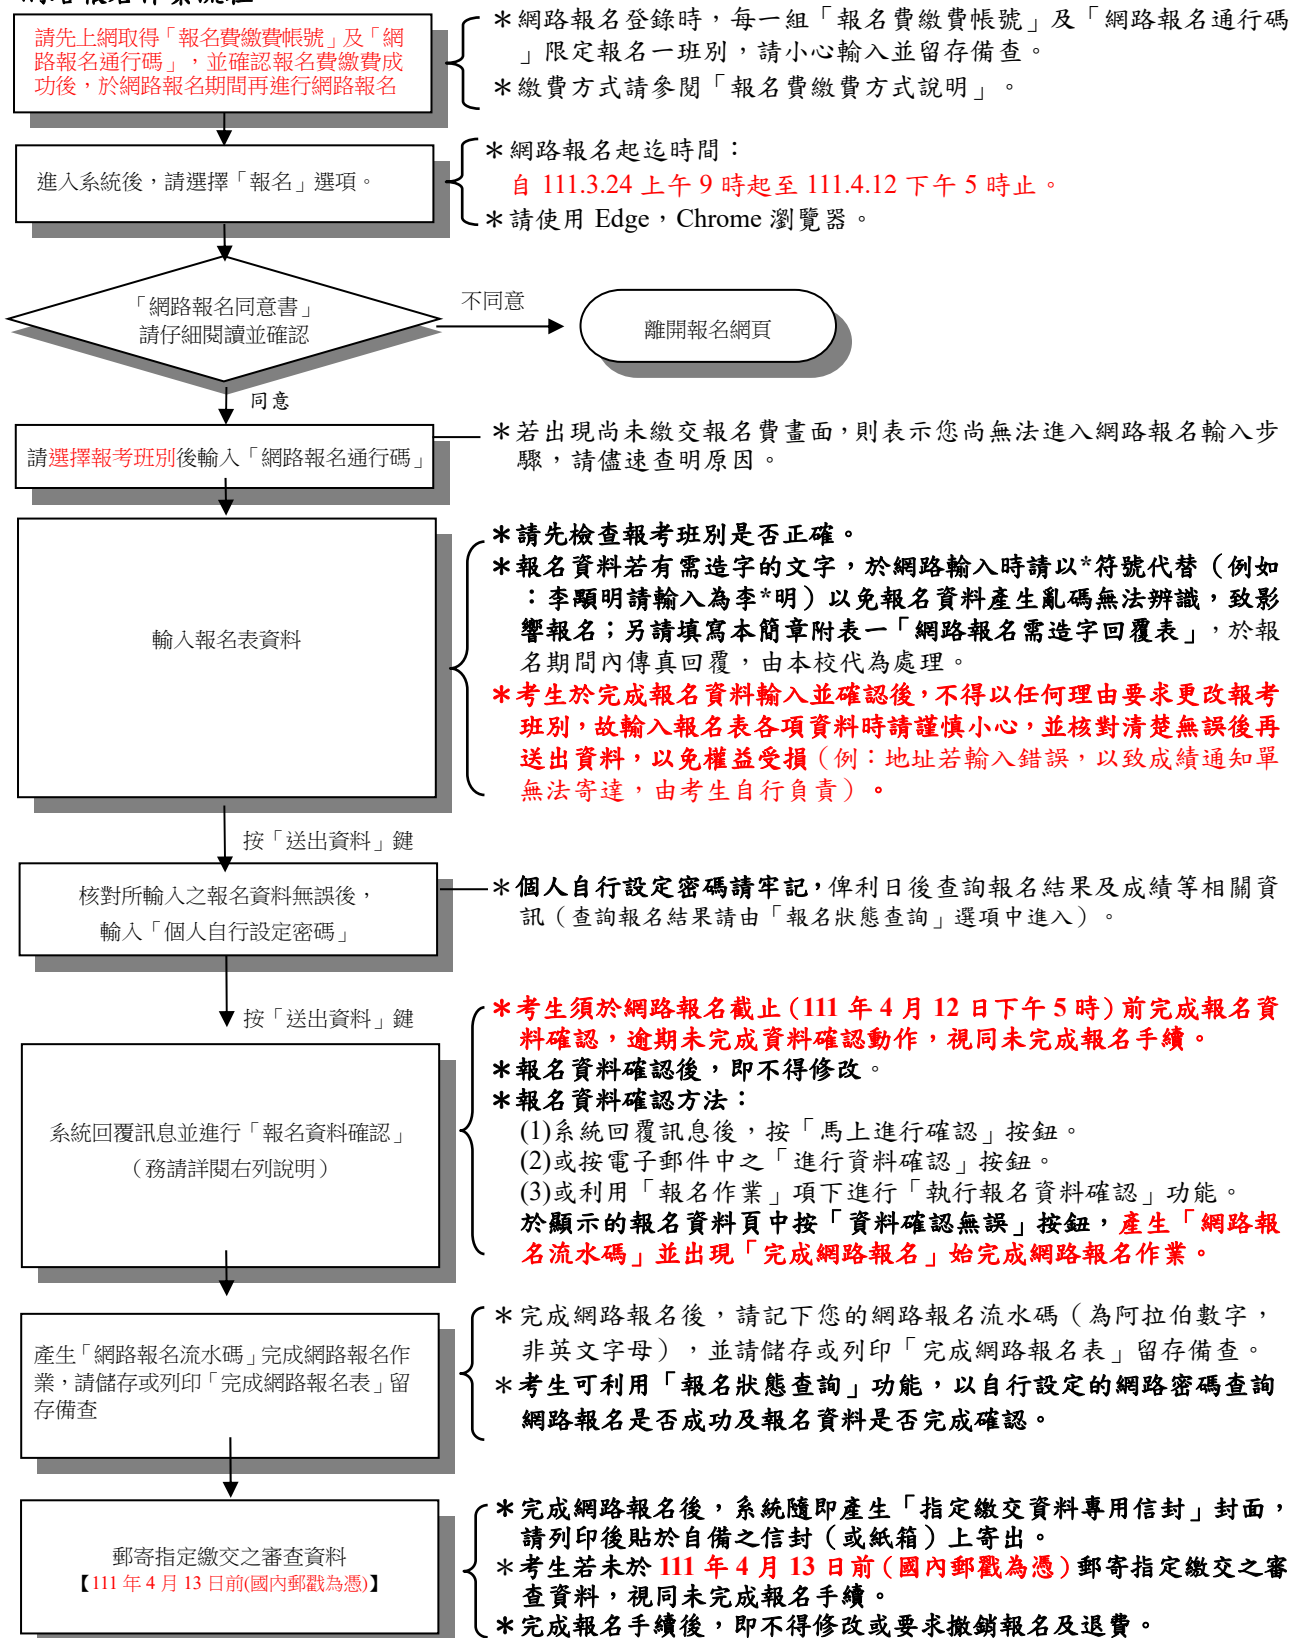 請先上網取得「報名費繳費帳號」及「網
路報名通行碼」，並確認報名費繳費成
功後，於網路報名期間再進行網路報名
＊網路報名登錄時，每一組「報名費繳費帳號」及「網路報名通行碼
」限定報名一班別，請小心輸入並留存備查。
＊繳費方式請參閱「報名費繳費方式說明」。
進入系統後，請選擇「報名」選項。
＊網路報名起迄時間：
自 111.3.24 上午 9 時起至 111.4.12 下午 5 時止。
＊請使用 Edge，Chrome 瀏覽器。
「網路報名同意書」
請仔細閱讀並確認
不同意
離開報名網頁
同意
請選擇報考班別後輸入「網路報名通行碼」
＊若出現尚未繳交報名費畫面，則表示您尚無法進入網路報名輸入步
驟，請儘速查明原因。
輸入報名表資料
＊請先檢查報考班別是否正確。
＊報名資料若有需造字的文字，於網路輸入時請以*符號代替（例如
：李顯明請輸入為李*明）以免報名資料產生亂碼無法辨識，致影
響報名；另請填寫本簡章附表一「網路報名需造字回覆表」，於報
名期間內傳真回覆，由本校代為處理。
＊考生於完成報名資料輸入並確認後，不得以任何理由要求更改報考
班別，故輸入報名表各項資料時請謹慎小心，並核對清楚無誤後再
送出資料，以免權益受損（例：地址若輸入錯誤，以致成績通知單
無法寄達，由考生自行負責）。
按「送出資料」鍵
核對所輸入之報名資料無誤後，
輸入「個人自行設定密碼」
＊個人自行設定密碼請牢記，俾利日後查詢報名結果及成績等相關資
訊（查詢報名結果請由「報名狀態查詢」選項中進入）。
按「送出資料」鍵
系統回覆訊息並進行「報名資料確認」
（務請詳閱右列說明）
＊考生須於網路報名截止（111 年 4 月 12 日下午 5 時）前完成報名資
料確認，逾期未完成資料確認動作，視同未完成報名手續。
＊報名資料確認後，即不得修改。
＊報名資料確認方法：
(1)系統回覆訊息後，按「馬上進行確認」按鈕。
(2)或按電子郵件中之「進行資料確認」按鈕。
(3)或利用「報名作業」項下進行「執行報名資料確認」功能。
於顯示的報名資料頁中按「資料確認無誤」按鈕，產生「網路報
名流水碼」並出現「完成網路報名」始完成網路報名作業。
產生「網路報名流水碼」完成網路報名作
業，請儲存或列印「完成網路報名表」留
存備查
＊完成網路報名後，請記下您的網路報名流水碼（為阿拉伯數字，
非英文字母），並請儲存或列印「完成網路報名表」留存備查。
＊考生可利用「報名狀態查詢」功能，以自行設定的網路密碼查詢
網路報名是否成功及報名資料是否完成確認。
郵寄指定繳交之審查資料
【111 年 4 月 13 日前(國內郵戳為憑)】
＊完成網路報名後，系統隨即產生「指定繳交資料專用信封」封面，
請列印後貼於自備之信封（或紙箱）上寄出。
＊考生若未於 111 年 4 月 13 日前（國內郵戳為憑）郵寄指定繳交之審
查資料，視同未完成報名手續。
＊完成報名手續後，即不得修改或要求撤銷報名及退費。